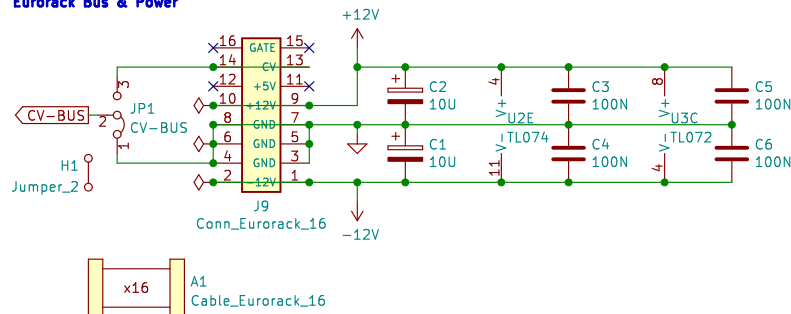 Eurorack Bus & Power
+12V
16 GATE 15
14 CV 13
12 +5V 11
10 +12V 9
8 GND 7
6 GND 5
4 GND 3
2 -12V 1
J9
Conn_Eurorack_16
3
JP1
CV-BUS
2
CV-BUS
1
H1
Jumper_2
-12V
+
C2
10U
+
C1
10U
4
V+
U2E
TL074
V-
11
C3
100N
C4
100N
8
V+
U3C
TL072
V-
4
C5
100N
C6
100N
x16
A1
Cable_Eurorack_16